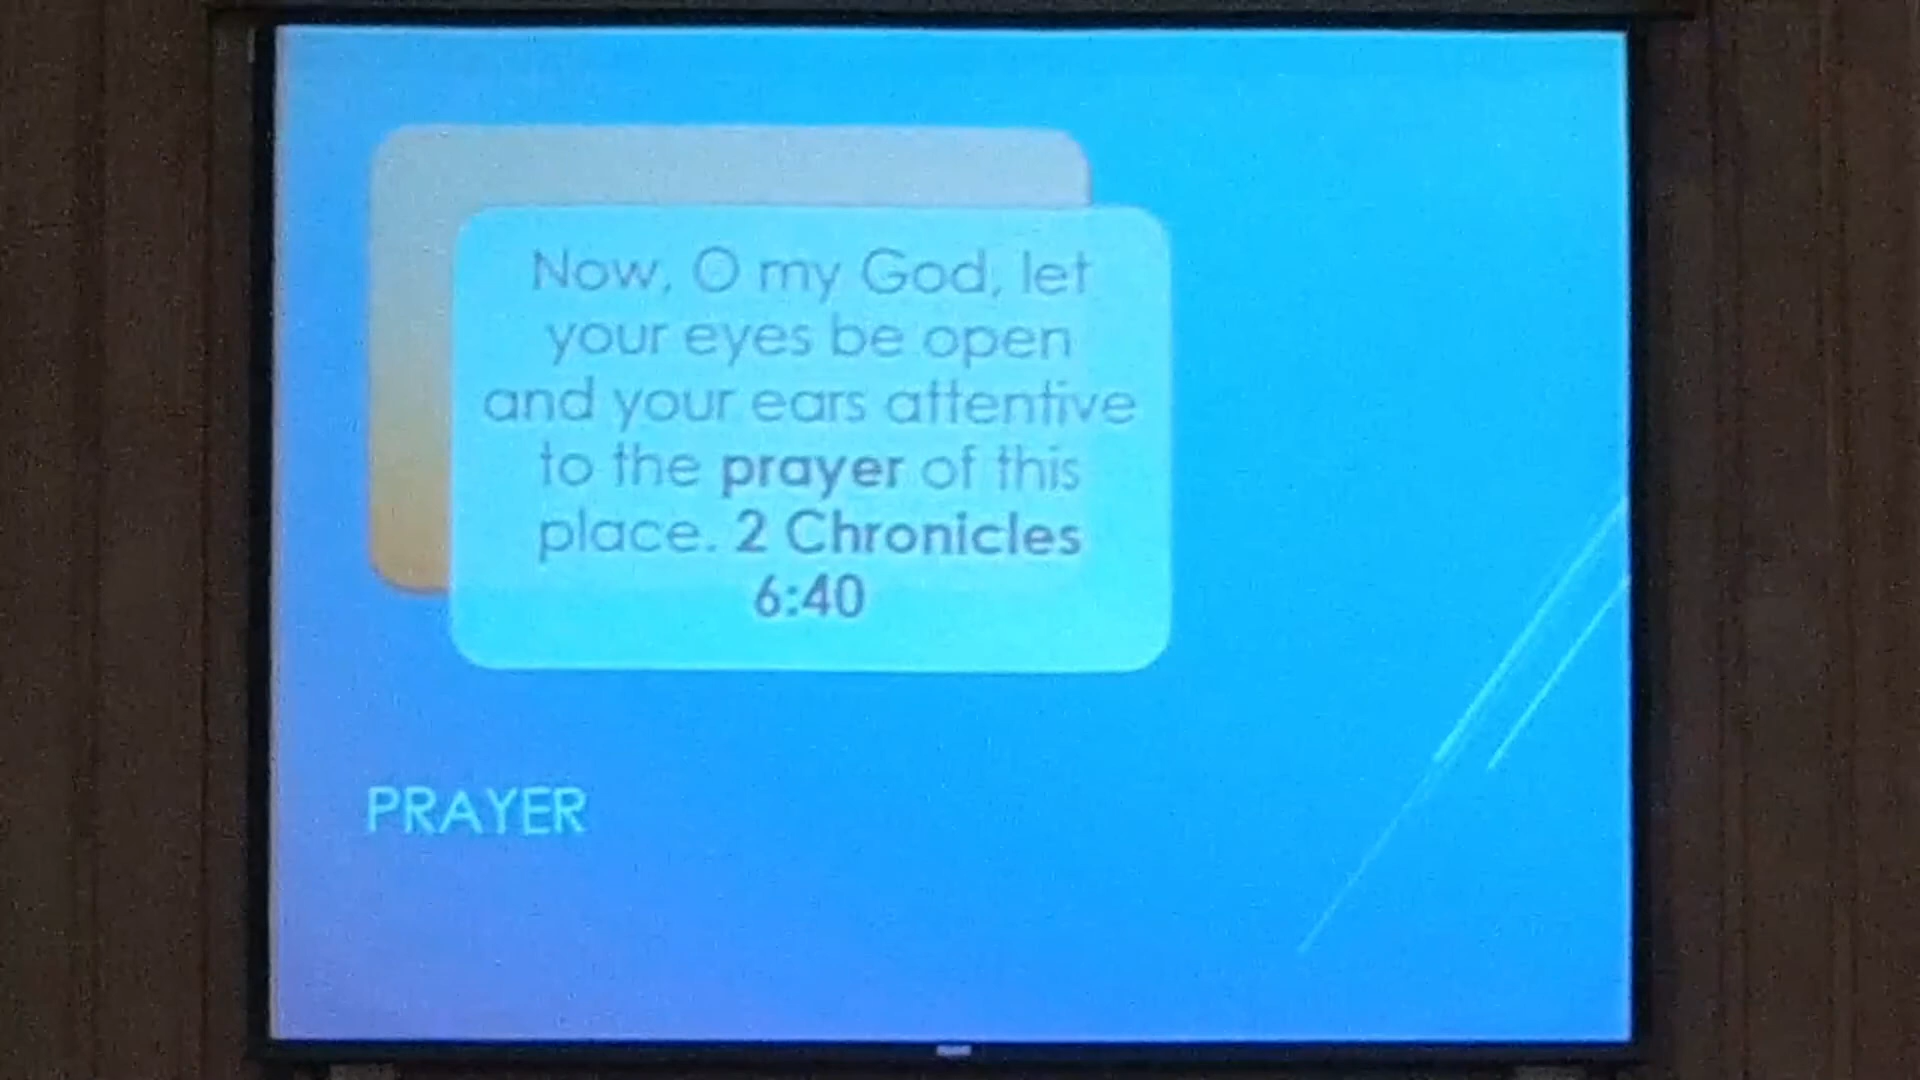 Now, O my God, let
your eyes be open
and your ears attentive
to the prayer of this
place. 2 Chronicles
6:40
PRAYER